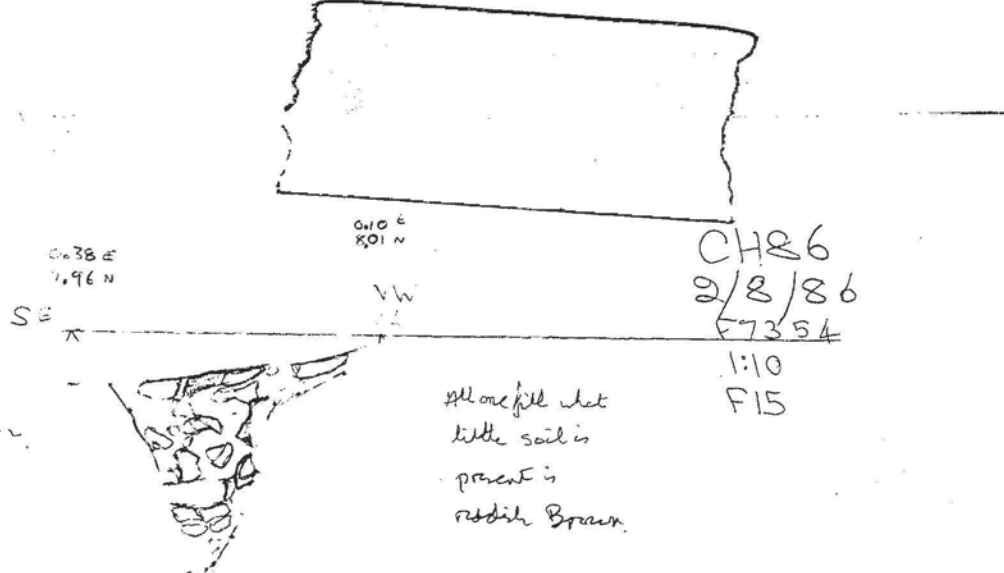 0.10 E
8.01 N
0.38 E
7.96 N
CH86
2/8/86
SE
NW
F7354
1:10
F15
All one fill what
little soil is
present is
reddish Brown.